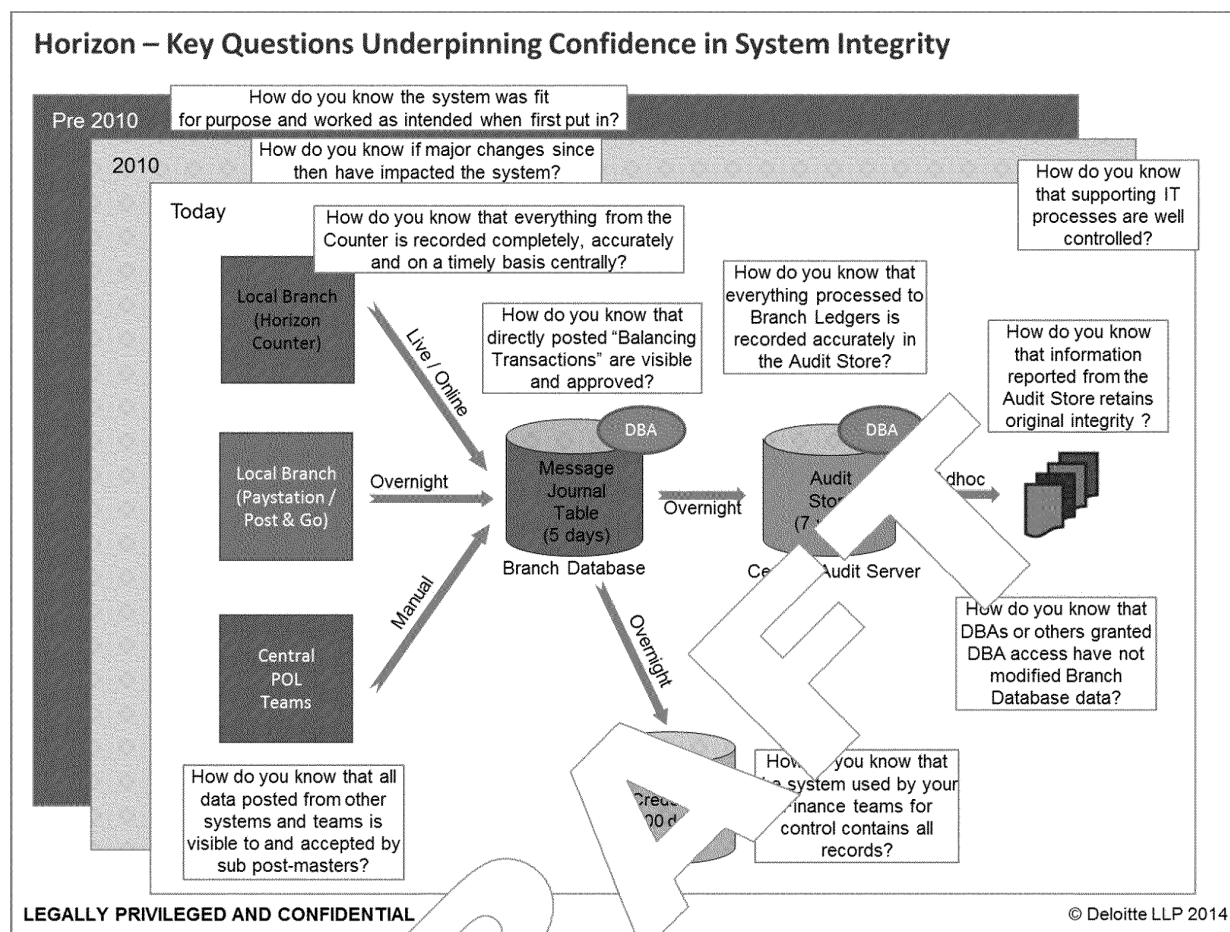 Horizon – Key Questions Underpinning Confidence in System Integrity
Pre 2010
How do you know the system was fit
for purpose and worked as intended when first put in?
2010
How do you know if major changes since
then have impacted the system?
How do you know
that supporting IT
processes are well
controlled?
Today
How do you know that everything from the
Counter is recorded completely, accurately
and on a timely basis centrally?
Local Branch
(Horizon
Counter)
Live / Online
How do you know that
directly posted “Balancing
Transactions” are visible
and approved?
How do you know that
everything processed to
Branch Ledgers is
recorded accurately in
the Audit Store?
How do you know
that information
reported from the
Audit Store retains
original integrity ?
Local Branch
(Paystation /
Post & Go)
Overnight
DBA
Message
Journal
Table
(5 days)
Branch Database
Overnight
DBA
Audit
(7
Audit Server
Manual
Central
POL
Teams
Overnight
How do you know that
DBAs or others granted
DBA access have not
modified Branch
Database data?
How do you know that all
data posted from other
systems and teams is
visible to and accepted by
sub post-masters?
you know that
system used by your
Finance teams for
control contains all
records?
LEGALLY PRIVILEGED AND CONFIDENTIAL
© Deloitte LLP 2014
DRAFT